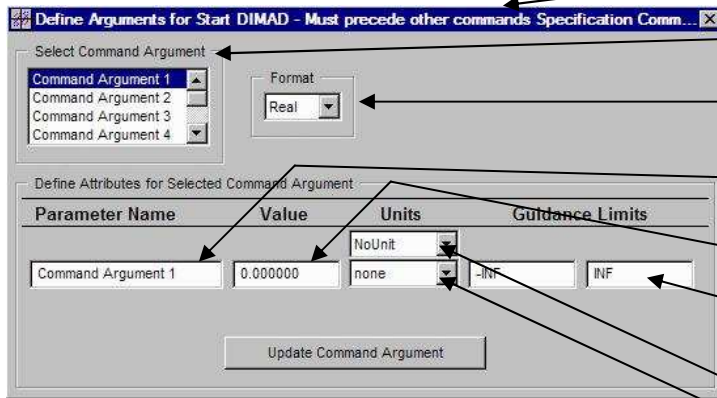 Define Arguments for Start DIMAD - Must precede other commands Specification Comm...
Select Command Argument
Command Argument 1
Command Argument 2
Command Argument 3
Command Argument 4
Format
Real
Define Attributes for Selected Command Argument
Parameter Name Value Units Guidance Limits
NoUnit
Command Argument 1 0.000000 none -INF INF
Update Command Argument